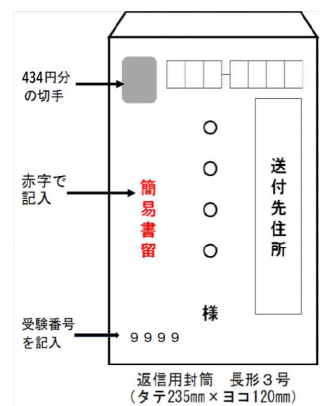 434円分
の切手
赤字で
記入
簡易書留
○○○○ 様
送付先住所
受験番号
を記入
9999
返信用封筒 長形3号
(タテ235mm×ヨコ120mm)